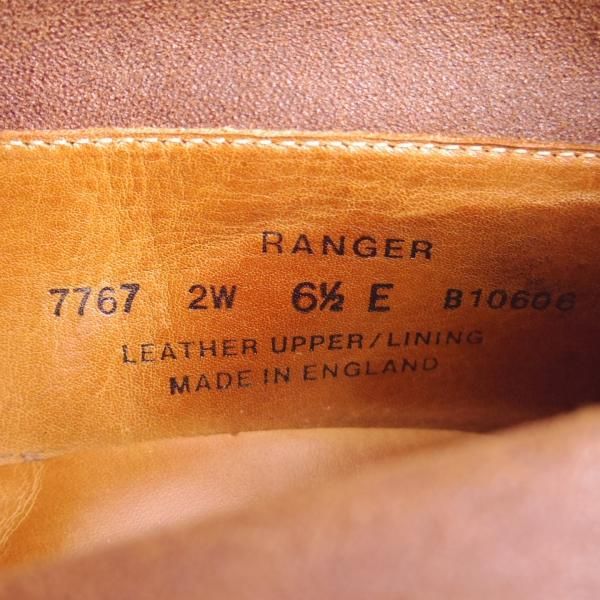 RANGER
7767 2W 6½ E B10606
LEATHER UPPER/LINING
MADE IN ENGLAND